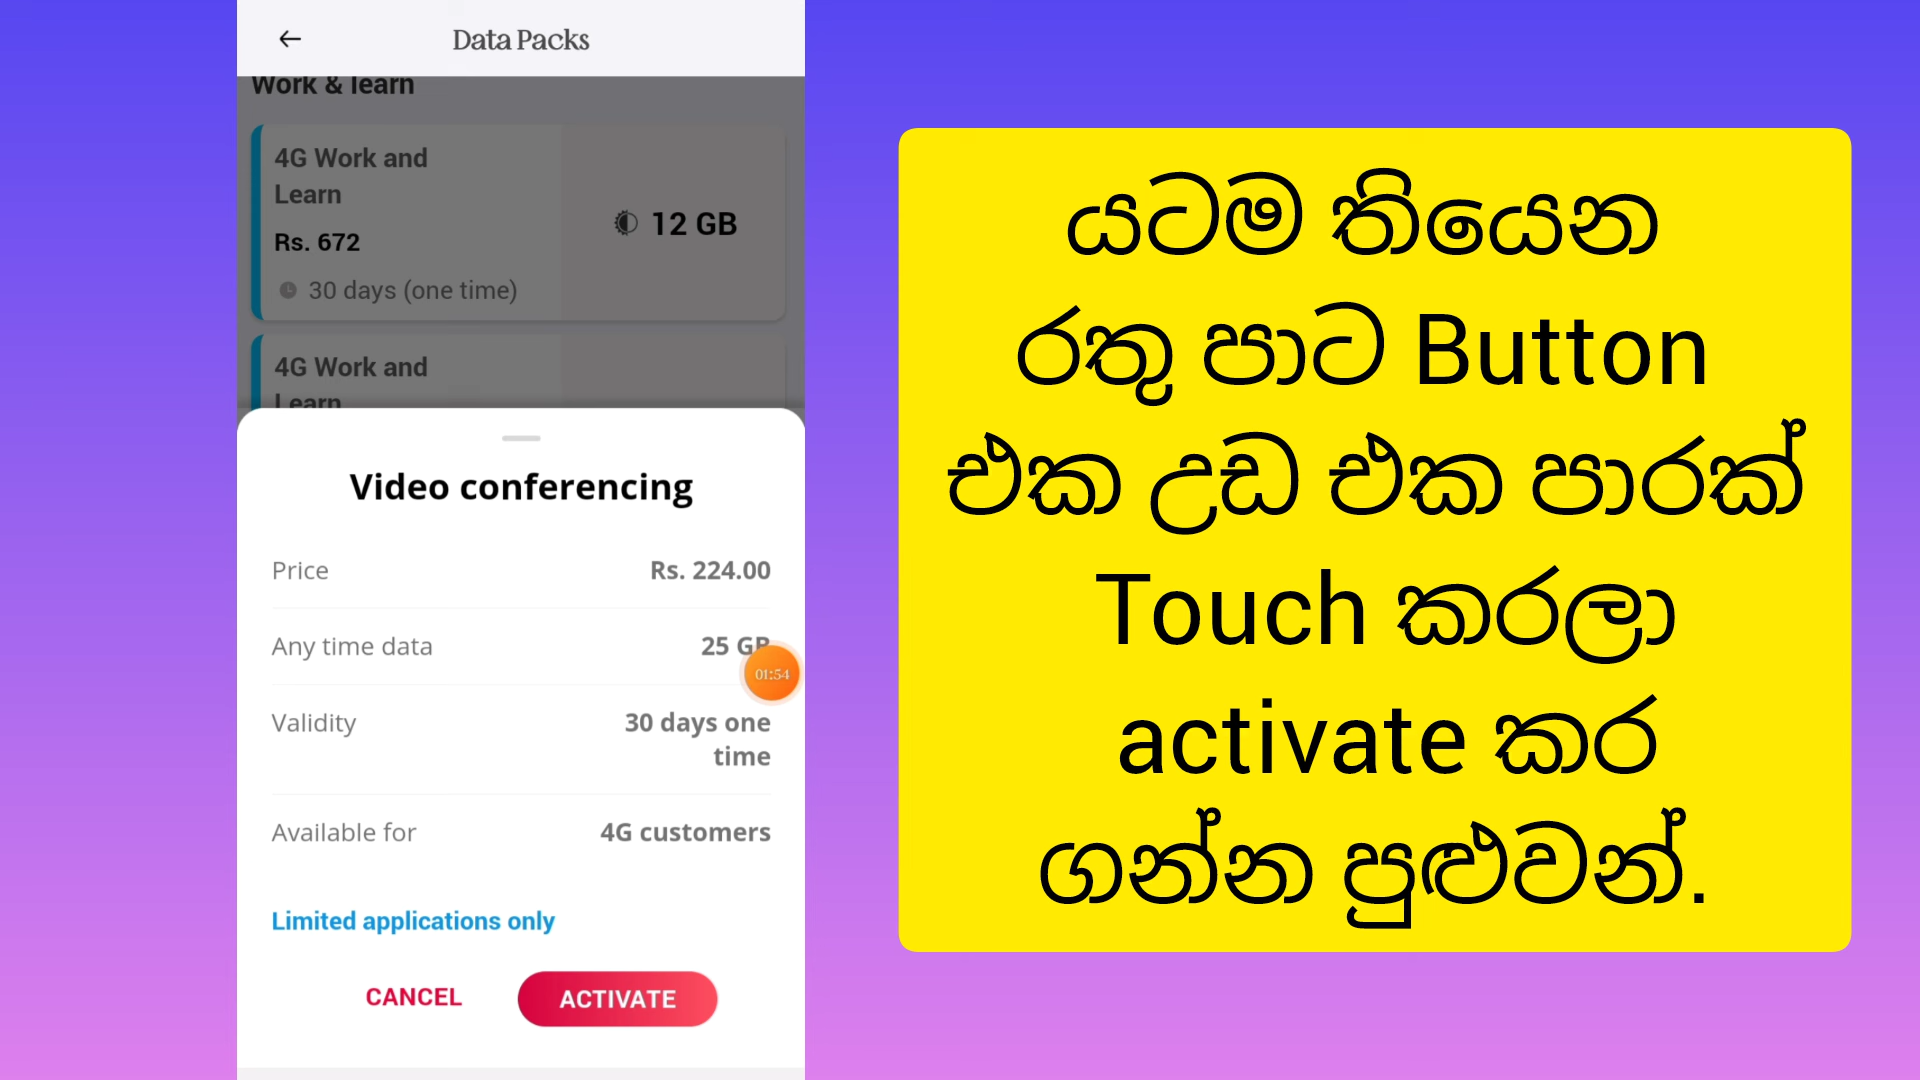 Data Packs
Work & learn
4G Work and
Learn
Rs. 672
30 days (one time)
12 GB
4G Work and
Learn
Video conferencing
Price
Rs. 224.00
Any time data
25 GB
01:54
Validity
30 days one
time
Available for
4G customers
Limited applications only
CANCEL
ACTIVATE
යටම තියෙන
රතු පාට Button
එක උඩ එක පාරක්
Touch කරලා
activate කර
ගන්න පුළුවන්.